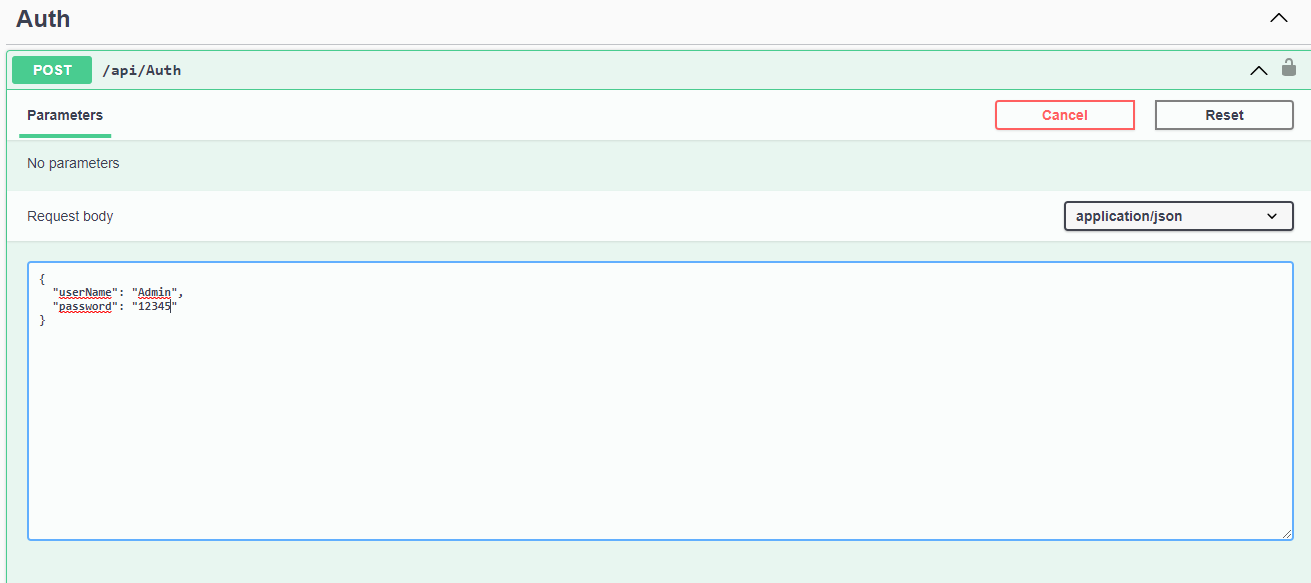 Auth
POST /api/Auth
Parameters Cancel Reset
No parameters
Request body application/json
{
  "userName": "Admin",
  "password": "12345"
}